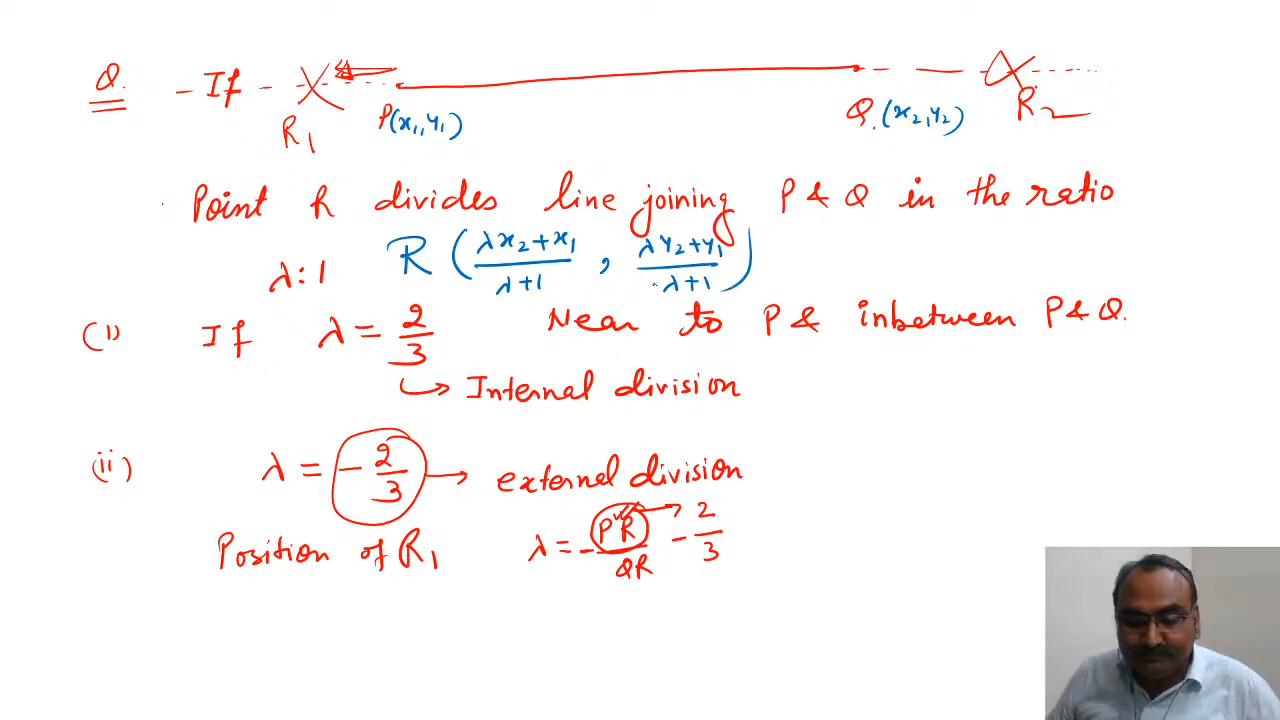 Q. - If
R₁ P(x₁, y₁) Q.(x₂, y₂) R₂
Point R divides line joining P & Q in the ratio
λ:1 R (λx₂+x₁/λ+1, λy₂+y₁/λ+1)
(i) If λ = 2/3 Near to P & inbetween P & Q.
↳ Internal division
(ii) λ = -2/3 → external division
Position of R₁ λ = -PR/QR → -2/3